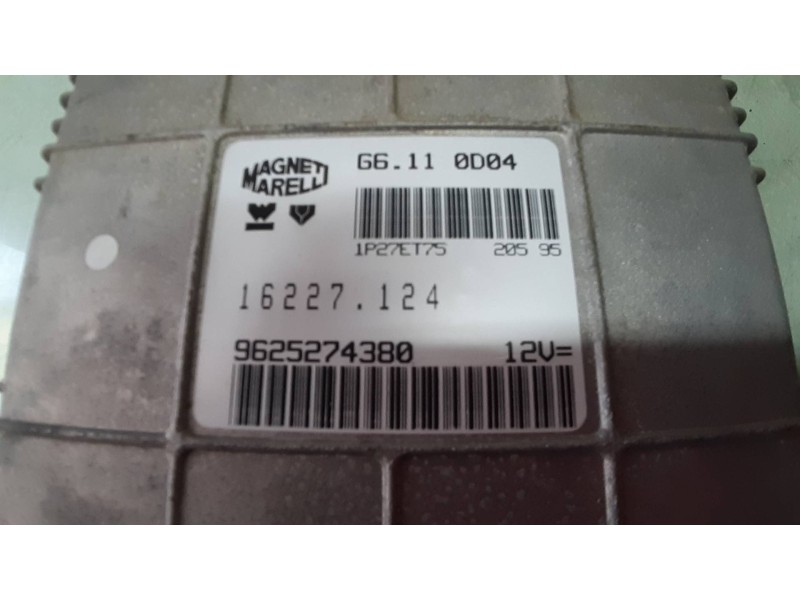 MAGNETI
MARELLI
G6.11 0D04
1P27ET75 205 95
16227.124
9625274380 12V=